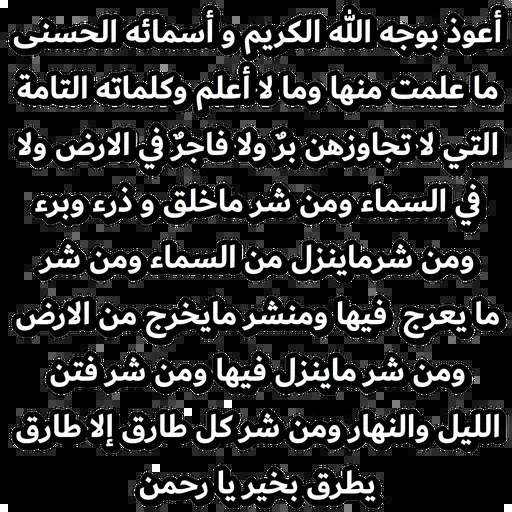 أعوذ بوجه الله الكريم و أسمائه الحسنى
ما علمت منها وما لا أعلم وكلماته التامة
التي لا تجاوزهن برٌ ولا فاجرٌ في الارض ولا
في السماء ومن شر ماخلق و ذرء وبرء
ومن شرماينزل من السماء ومن شر
ما يعرج فيها ومنشر مايخرج من الارض
ومن شر ماينزل فيها ومن شر فتن
الليل والنهار ومن شر كل طارق إلا طارق
يطرق بخير يا رحمن